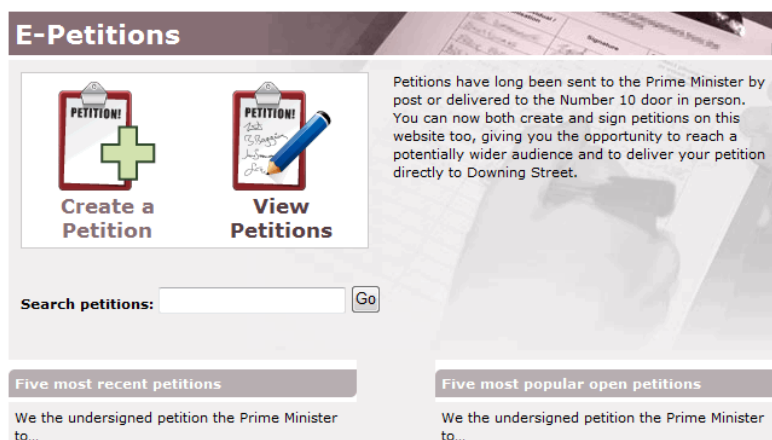 E-Petitions
PETITION!
Create a
Petition
PETITION!
View
Petitions
Petitions have long been sent to the Prime Minister by
post or delivered to the Number 10 door in person.
You can now both create and sign petitions on this
website too, giving you the opportunity to reach a
potentially wider audience and to deliver your petition
directly to Downing Street.
Search petitions:
Go
Five most recent petitions
We the undersigned petition the Prime Minister
to...
Five most popular open petitions
We the undersigned petition the Prime Minister
to...